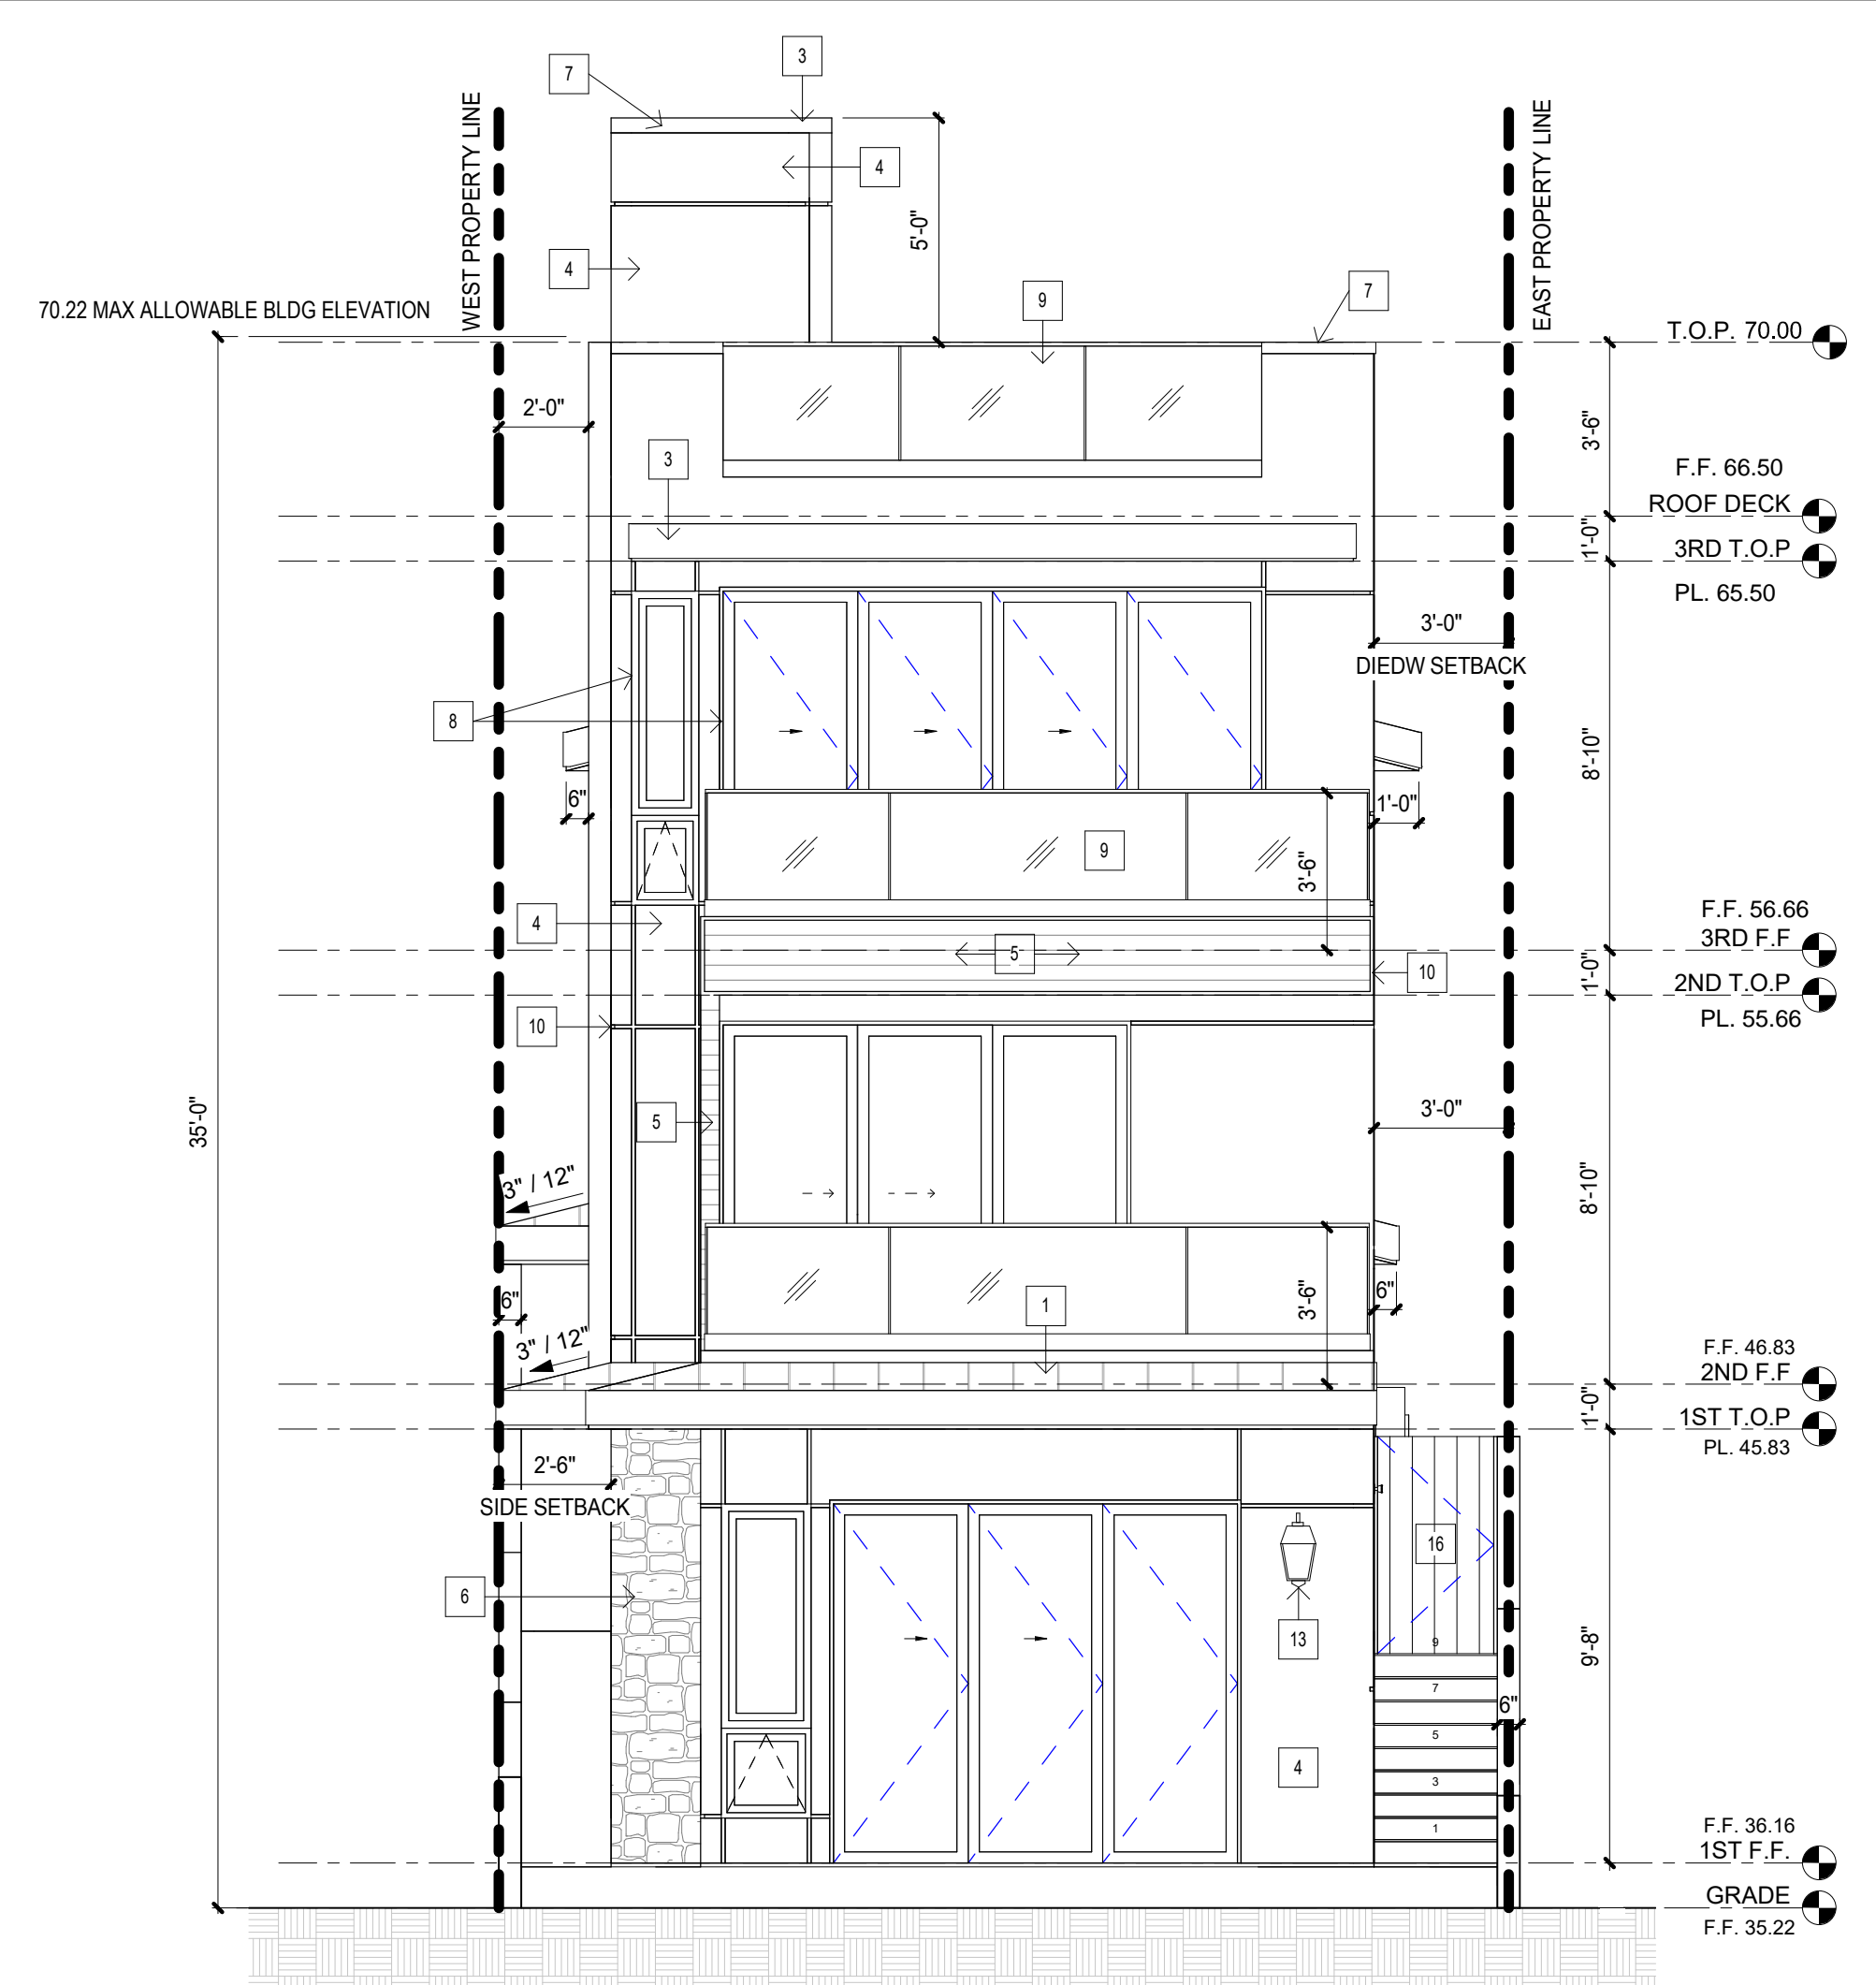 3
7
WEST PROPERTY LINE
EAST PROPERTY LINE
4
5'-0"
4
9
7
70.22 MAX ALLOWABLE BLDG ELEVATION
T.O.P. 70.00
2'-0"
3'-6"
3
F.F. 66.50
ROOF DECK
1'-0"
3RD T.O.P
PL. 65.50
3'-0"
DIEDW SETBACK
8
8'-10"
6"
1'-0"
9
3'-6"
4
F.F. 56.66
3RD F.F
5
10
1'-0"
2ND T.O.P
PL. 55.66
10
35'-0"
5
3'-0"
3" / 12"
8'-10"
6"
1
3'-6"
6"
3" / 12"
F.F. 46.83
2ND F.F
1'-0"
1ST T.O.P
PL. 45.83
2'-6"
SIDE SETBACK
16
6
13
9
9'-8"
7
6"
5
4
3
1
F.F. 36.16
1ST F.F.
GRADE
F.F. 35.22